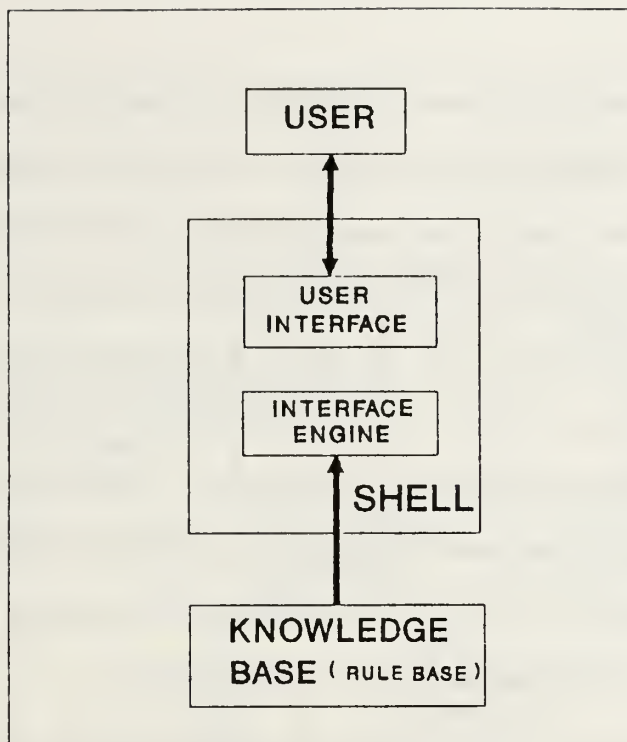 USER
USER
INTERFACE
INTERFACE
ENGINE
SHELL
KNOWLEDGE
BASE ( RULE BASE )